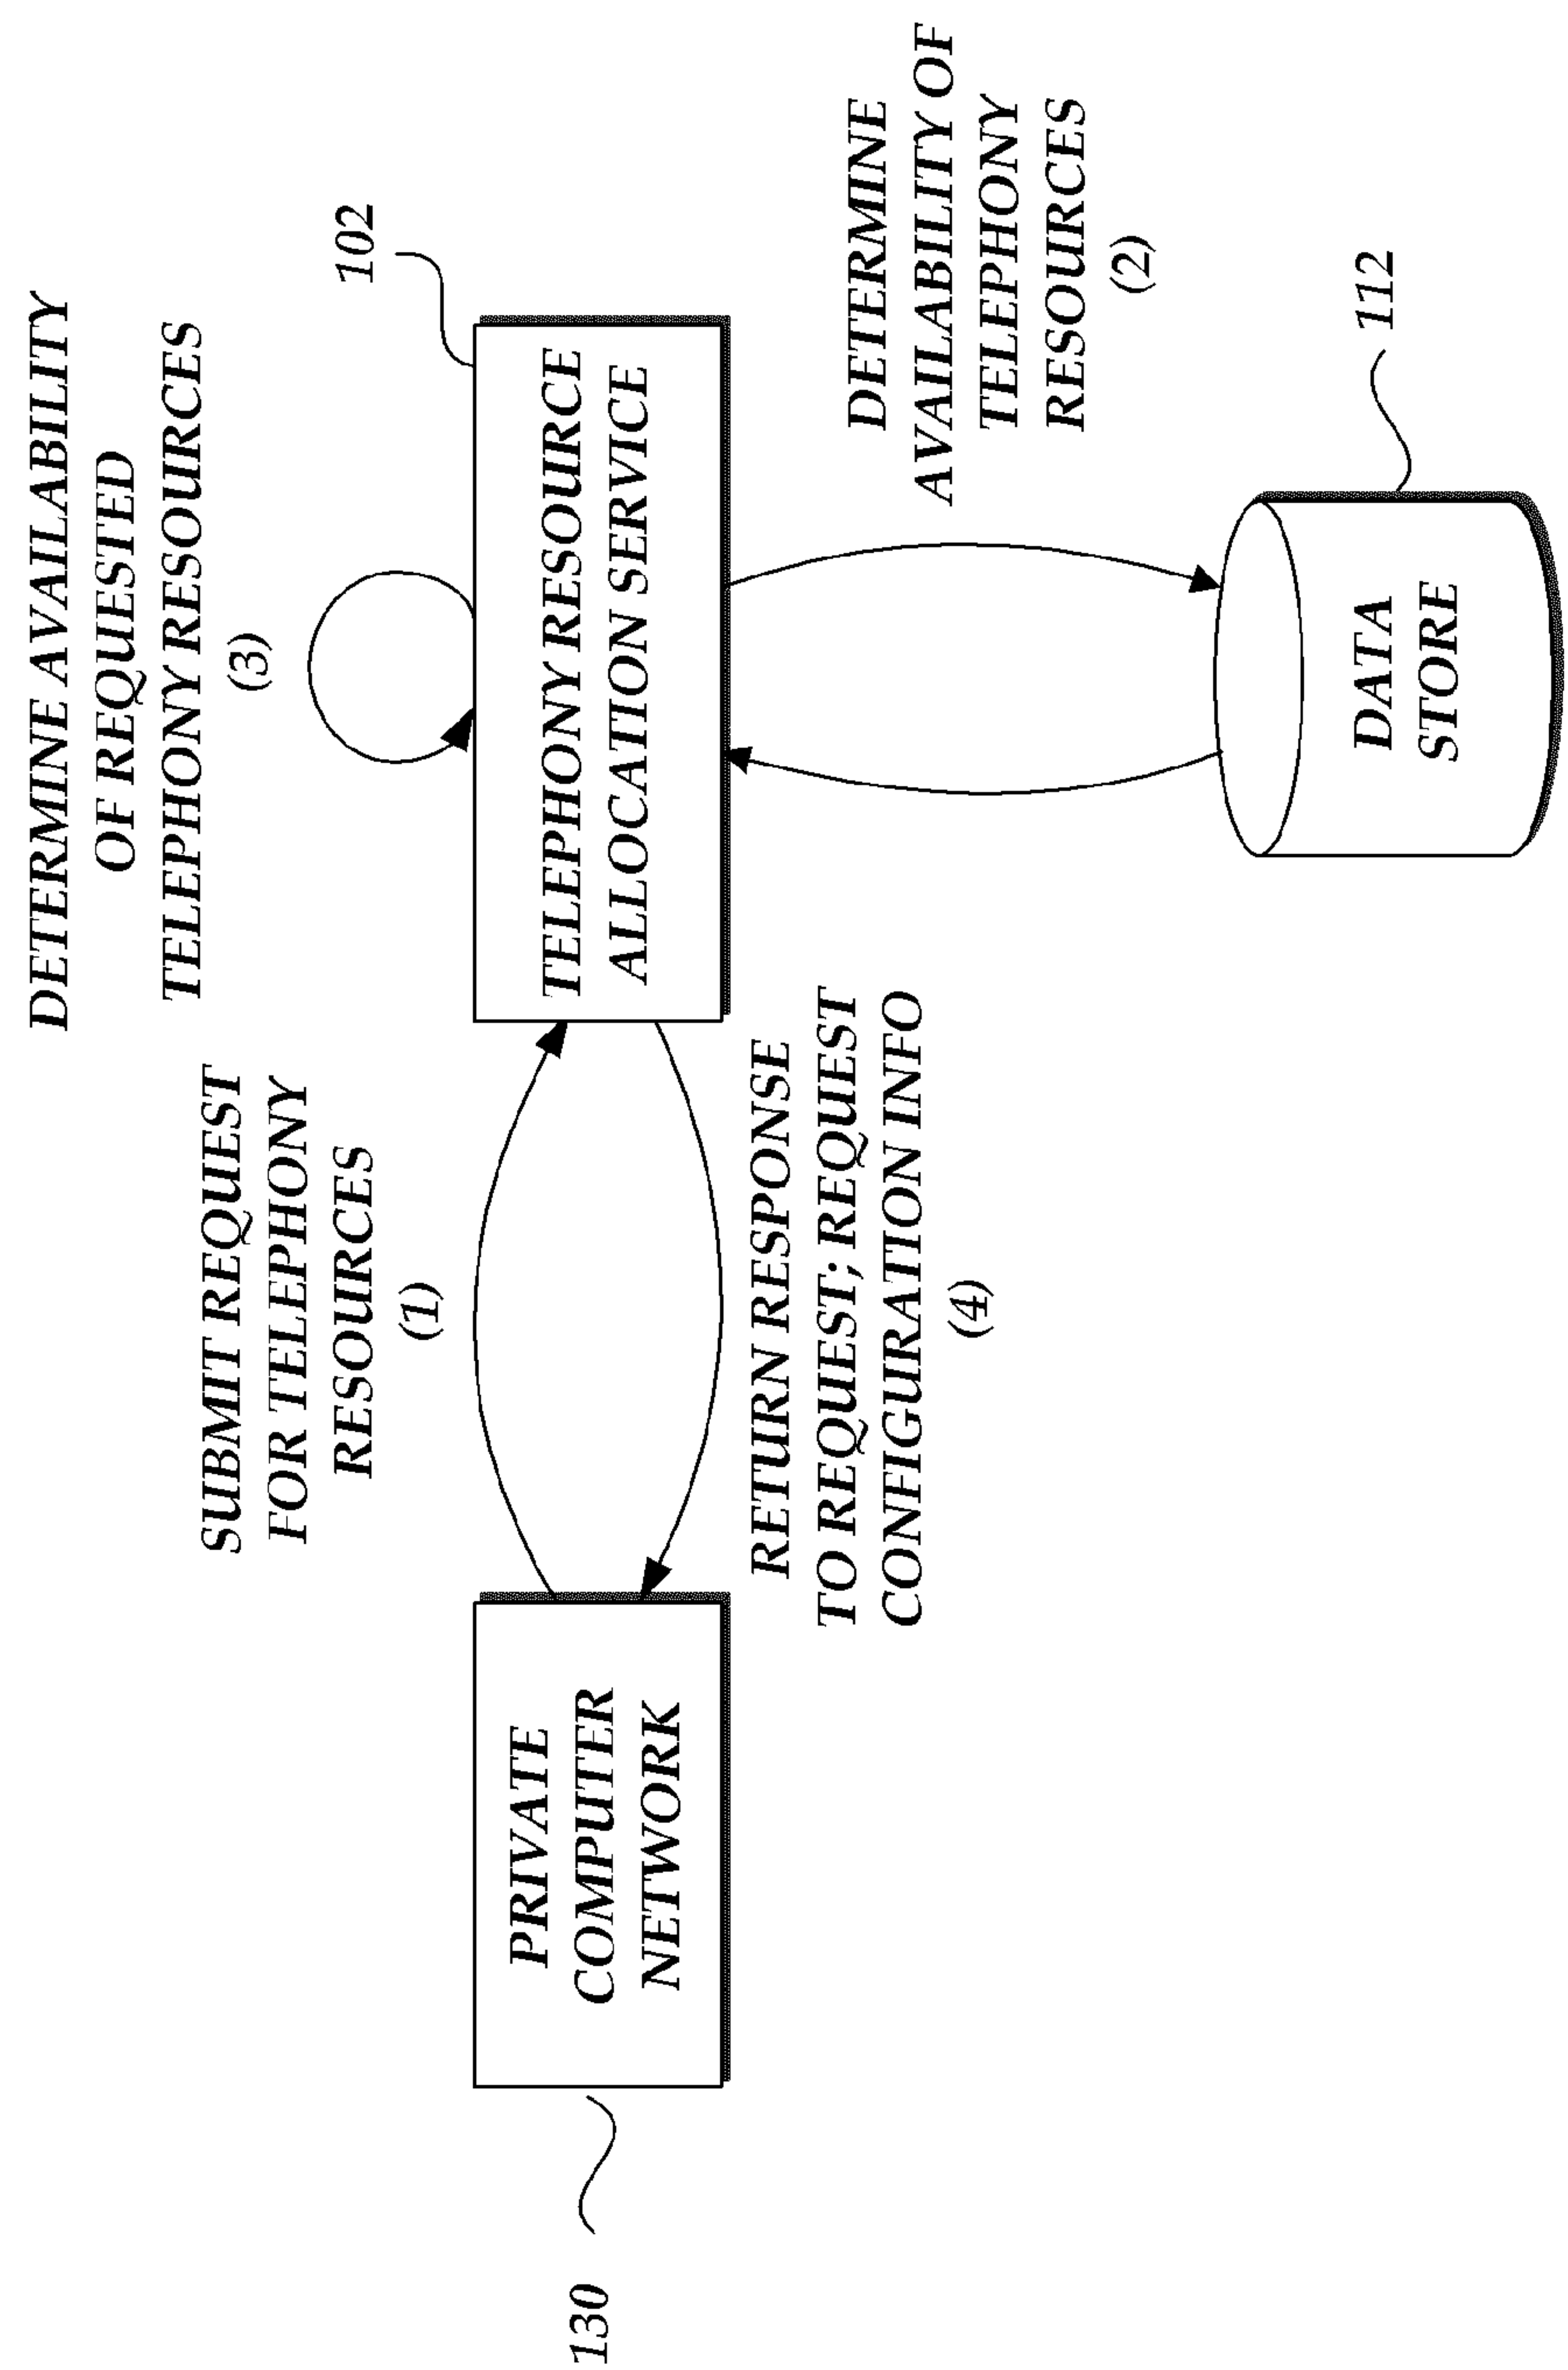 DETERMINE AVAILABILITY
OF REQUESTED
TELEPHONY RESOURCES
(3)
SUBMIT REQUEST
FOR TELEPHONY
RESOURCES
(1)
102
130
PRIVATE
COMPUTER
NETWORK
TELEPHONY RESOURCE
ALLOCATION SERVICE
RETURN RESPONSE
TO REQUEST; REQUEST
CONFIGURATION INFO
(4)
DETERMINE
AVAILABILITY OF
TELEPHONY
RESOURCES
(2)
DATA
STORE
112